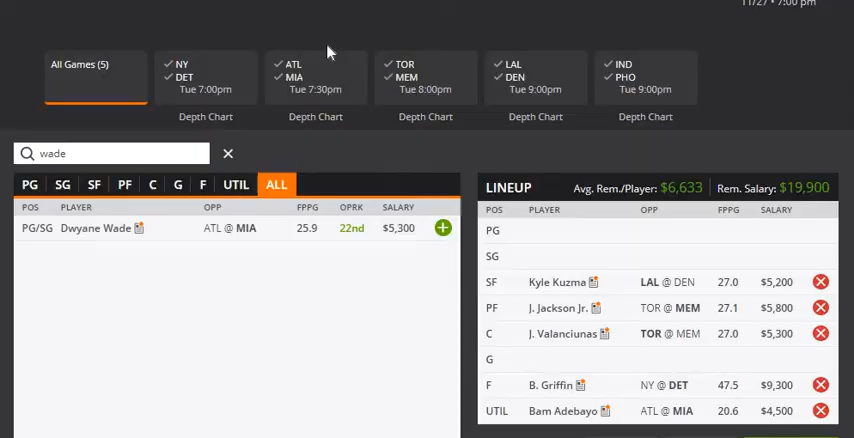 11/27 • 7:00 pm
All Games (5)
NY
DET
Tue 7:00pm
Depth Chart
ATL
MIA
Tue 7:30pm
Depth Chart
TOR
MEM
Tue 8:00pm
Depth Chart
LAL
DEN
Tue 9:00pm
Depth Chart
IND
PHO
Tue 9:00pm
Depth Chart
wade
PG SG SF PF C G F UTIL ALL
POS PLAYER OPP FPPG OPRK SALARY
PG/SG Dwyane Wade ATL @ MIA 25.9 22nd $5,300
LINEUP Avg. Rem./Player: $6,633 Rem. Salary: $19,900
POS PLAYER OPP FPPG SALARY
PG
SG
SF Kyle Kuzma LAL @ DEN 27.0 $5,200
PF J. Jackson Jr. TOR @ MEM 27.1 $5,800
C J. Valanciunas TOR @ MEM 27.0 $5,300
G
F B. Griffin NY @ DET 47.5 $9,300
UTIL Bam Adebayo ATL @ MIA 20.6 $4,500